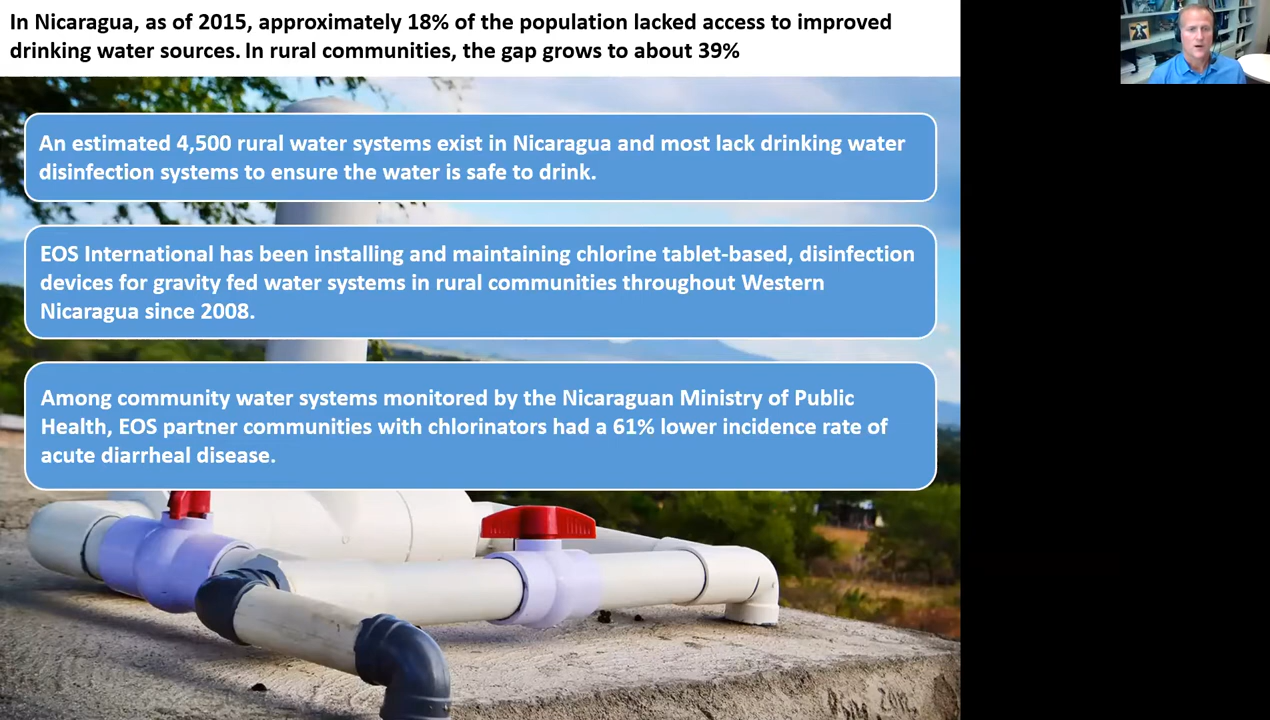 In Nicaragua, as of 2015, approximately 18% of the population lacked access to improved
drinking water sources. In rural communities, the gap grows to about 39%
An estimated 4,500 rural water systems exist in Nicaragua and most lack drinking water
disinfection systems to ensure the water is safe to drink.
EOS International has been installing and maintaining chlorine tablet-based, disinfection
devices for gravity fed water systems in rural communities throughout Western
Nicaragua since 2008.
Among community water systems monitored by the Nicaraguan Ministry of Public
Health, EOS partner communities with chlorinators had a 61% lower incidence rate of
acute diarrheal disease.